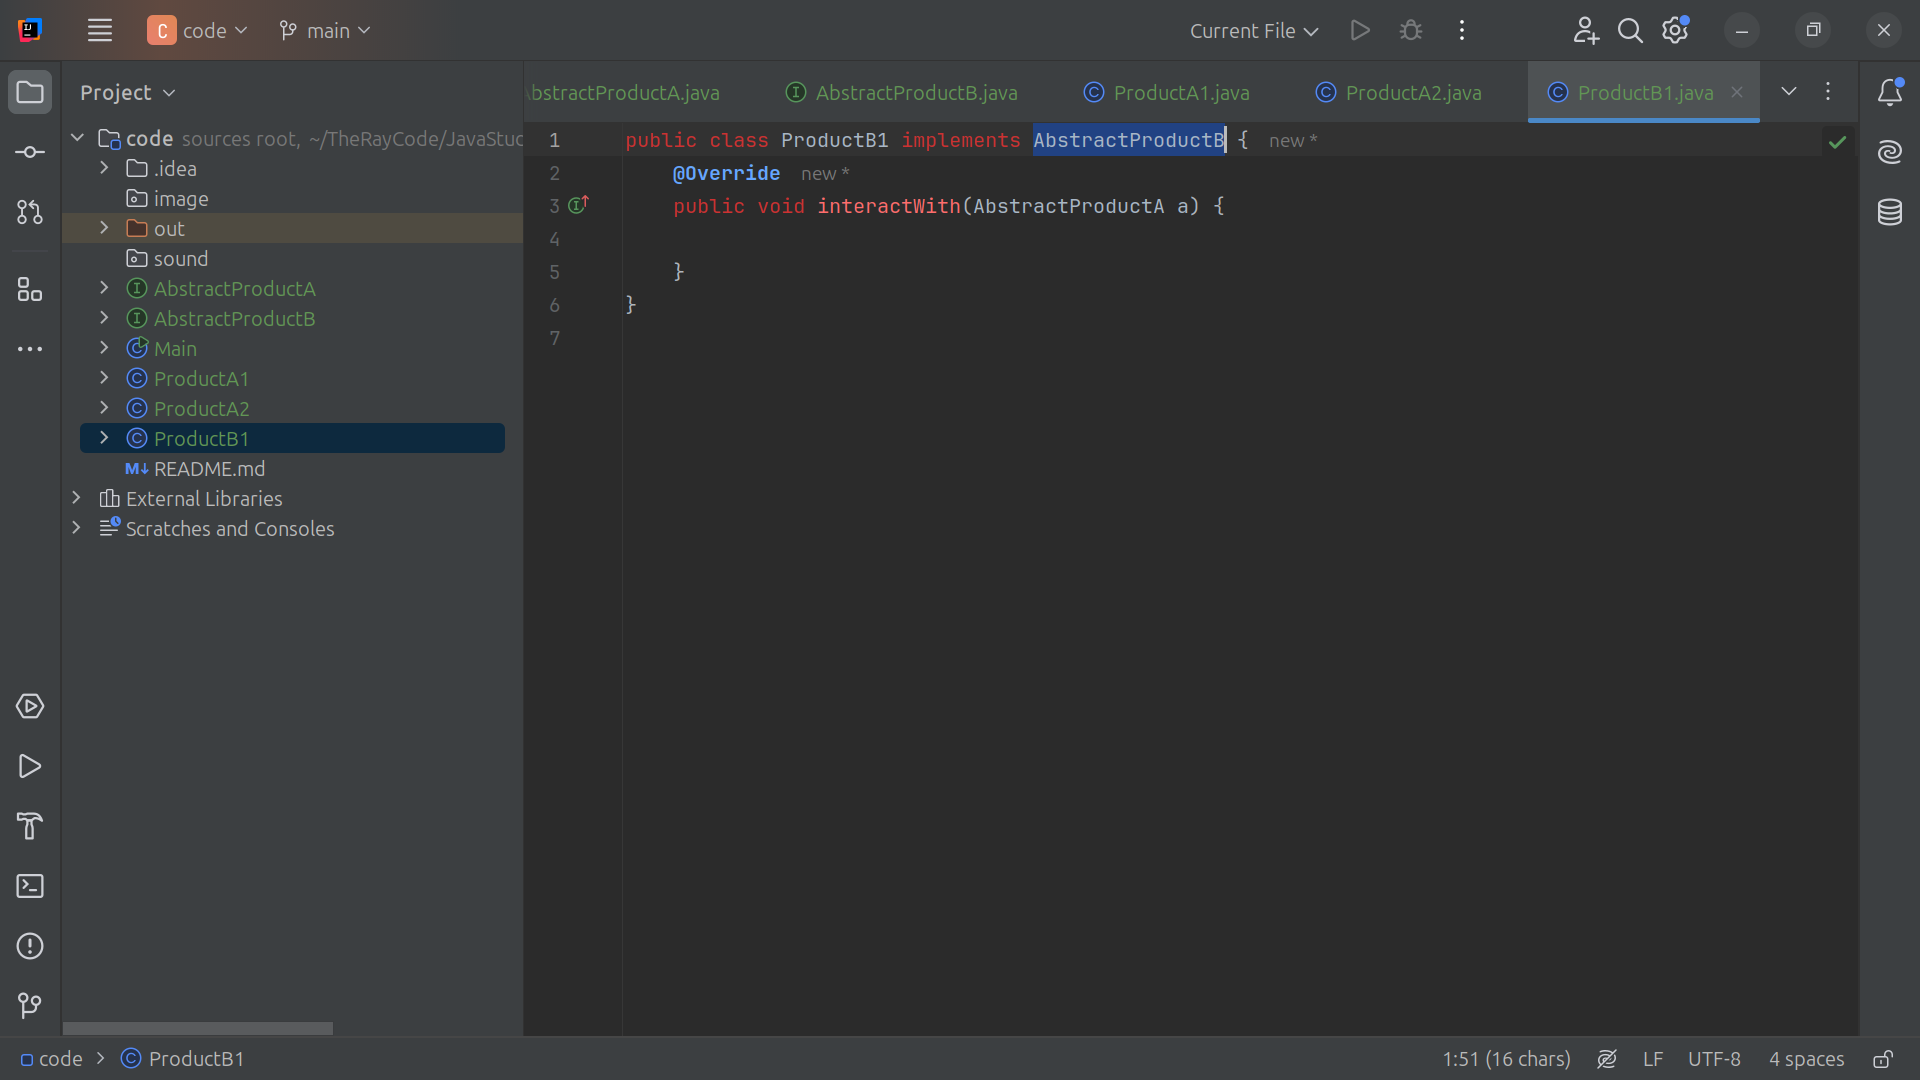 C code main Current File
Project
bstractProductA.java AbstractProductB.java ProductA1.java ProductA2.java ProductB1.java
code sources root, ~/TheRayCode/JavaStud
.idea
image
out
sound
AbstractProductA
AbstractProductB
Main
ProductA1
ProductA2
ProductB1
README.md
External Libraries
Scratches and Consoles
1 public class ProductB1 implements AbstractProductB { new *
2 @Override new *
3 public void interactWith(AbstractProductA a) {
4
5 }
6 }
7
code ProductB1
1:51 (16 chars) LF UTF-8 4 spaces